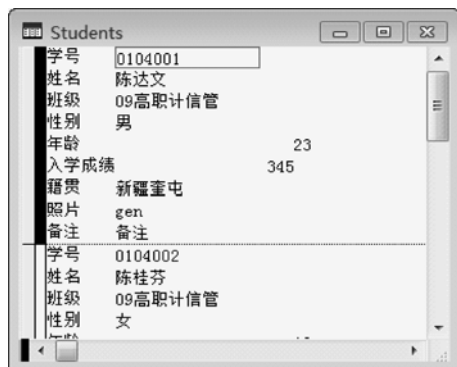 Students
学号 0104001
姓名 陈达文
班级 09高职计信管
性别 男
年龄 23
入学成绩 345
籍贯 新疆奎屯
照片 gen
备注 备注
学号 0104002
姓名 陈桂芬
班级 09高职计信管
性别 女